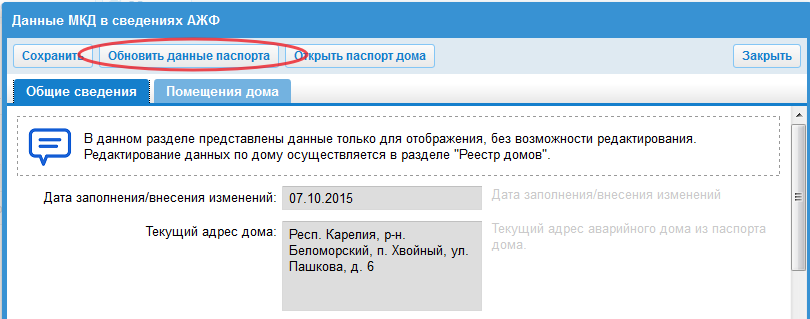 Данные МКД в сведениях АЖФ
Сохранить Обновить данные паспорта Открыть паспорт дома Закрыть
Общие сведения Помещения дома
В данном разделе представлены данные только для отображения, без возможности редактирования.
Редактирование данных по дому осуществляется в разделе "Реестр домов".
Дата заполнения/внесения изменений: 07.10.2015 Дата заполнения/внесения изменений
Текущий адрес дома: Респ. Карелия, р-н. Текущий адрес аварийного дома из паспорта
Беломорский, п. Хвойный, ул. дома.
Пашкова, д. 6